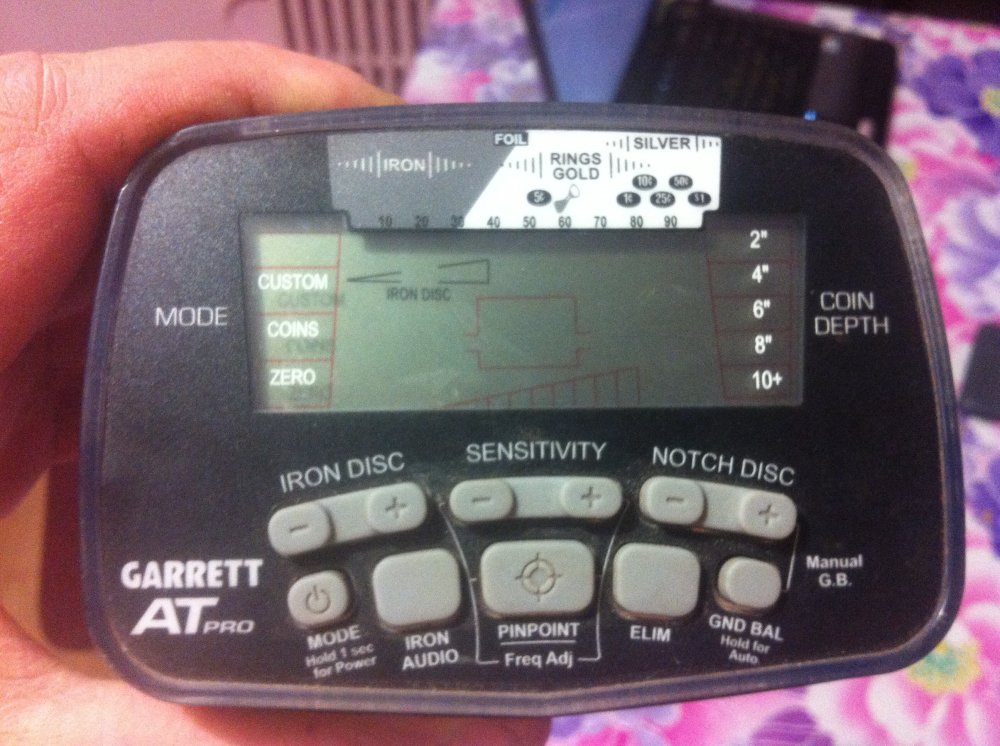 FOIL
SILVER
IRON
RINGS
GOLD
5¢
10¢ 50¢
1¢ 25¢ $1
10 20 30 40 50 60 70 80 90
MODE
CUSTOM
COINS
ZERO
IRON DISC
2"
4"
6"
8"
10+
COIN
DEPTH
IRON DISC
SENSITIVITY
NOTCH DISC
- +
- +
- +
GARRETT
AT PRO
MODE
Hold 1 sec
for Power
IRON
AUDIO
PINPOINT
Freq Adj
ELIM
GND BAL
Hold for
Auto.
Manual
G.B.